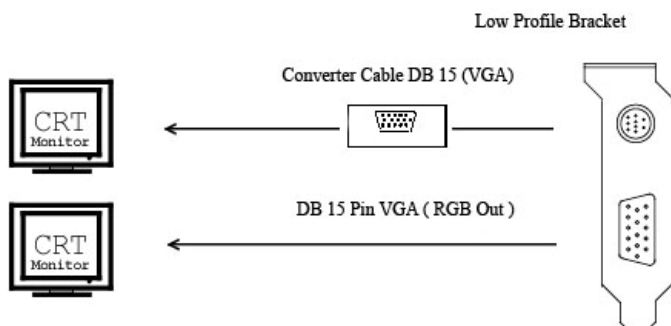 Low Profile Bracket
Converter Cable DB 15 (VGA)
CRT
Monitor
DB 15 Pin VGA ( RGB Out )
CRT
Monitor